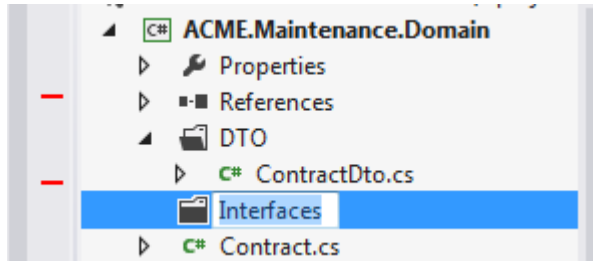 C# ACME.Maintenance.Domain
Properties
References
DTO
C# ContractDto.cs
Interfaces
C# Contract.cs